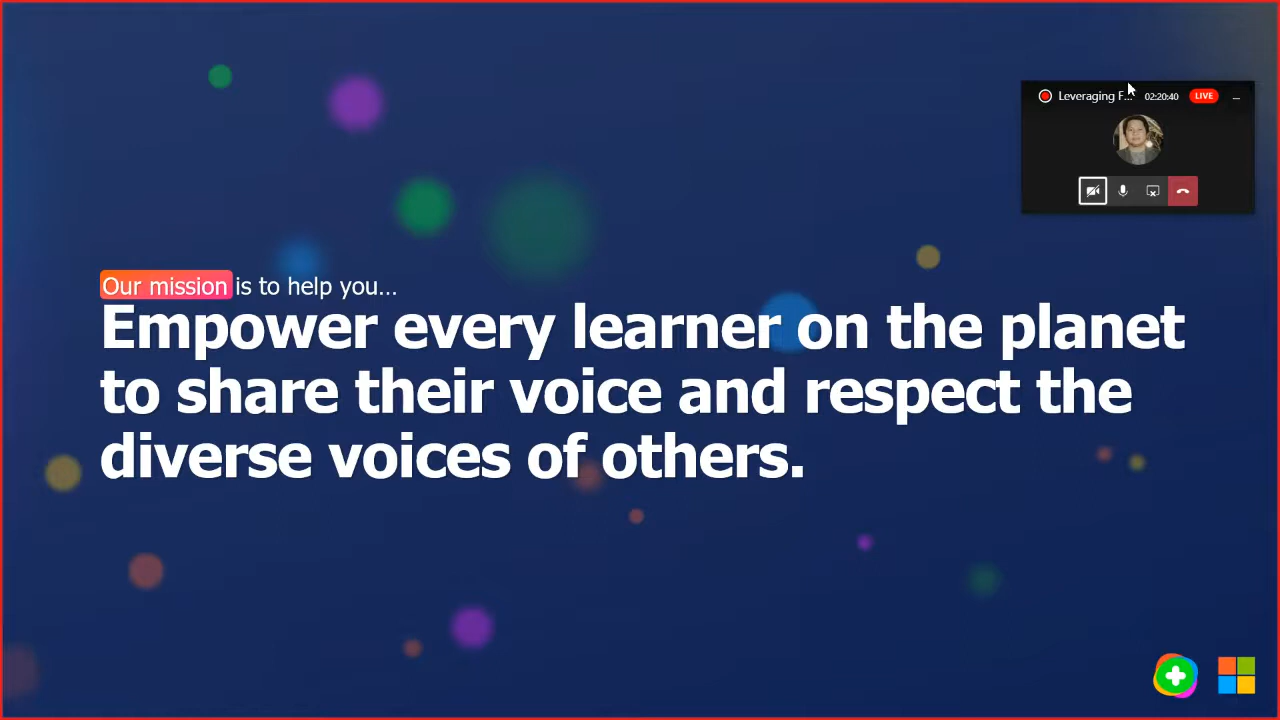 Leveraging F... 02:20:40 LIVE
Our mission is to help you...
Empower every learner on the planet
to share their voice and respect the
diverse voices of others.